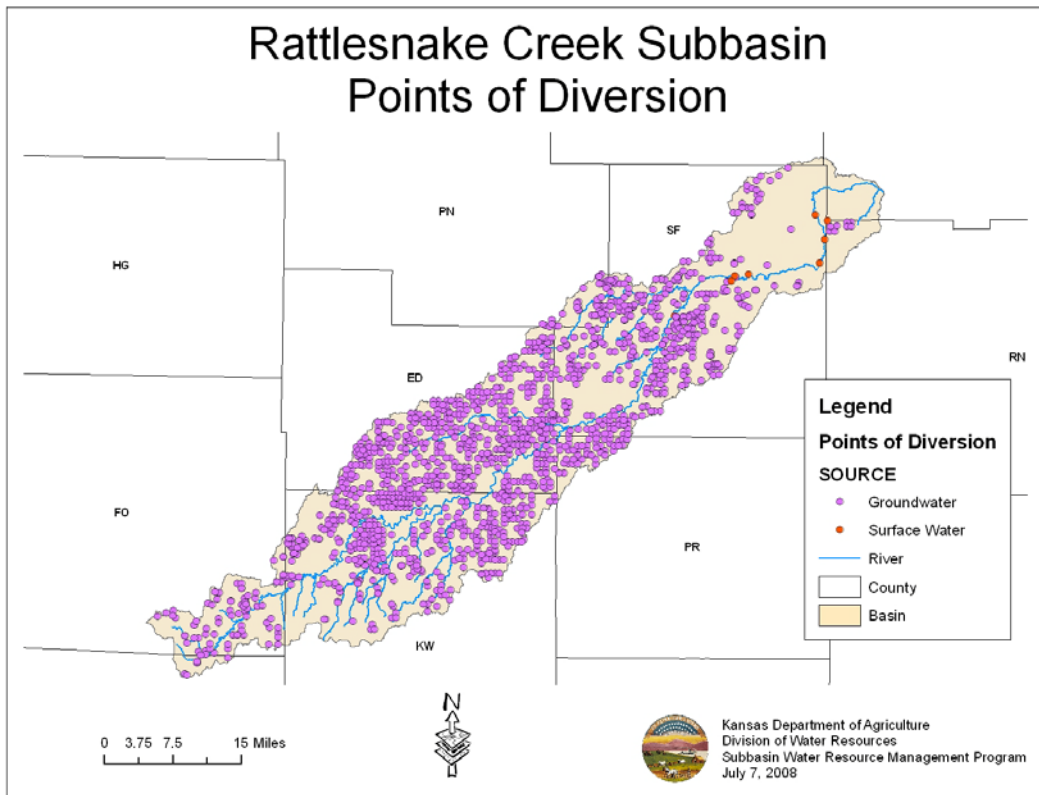 Rattlesnake Creek Subbasin
Points of Diversion
PN
SF
HG
RN
ED
FO
PR
KW
Legend
Points of Diversion
SOURCE
Groundwater
Surface Water
River
County
Basin
0 3.75 7.5 15 Miles
N
Kansas Department of Agriculture
Division of Water Resources
Subbasin Water Resource Management Program
July 7, 2008